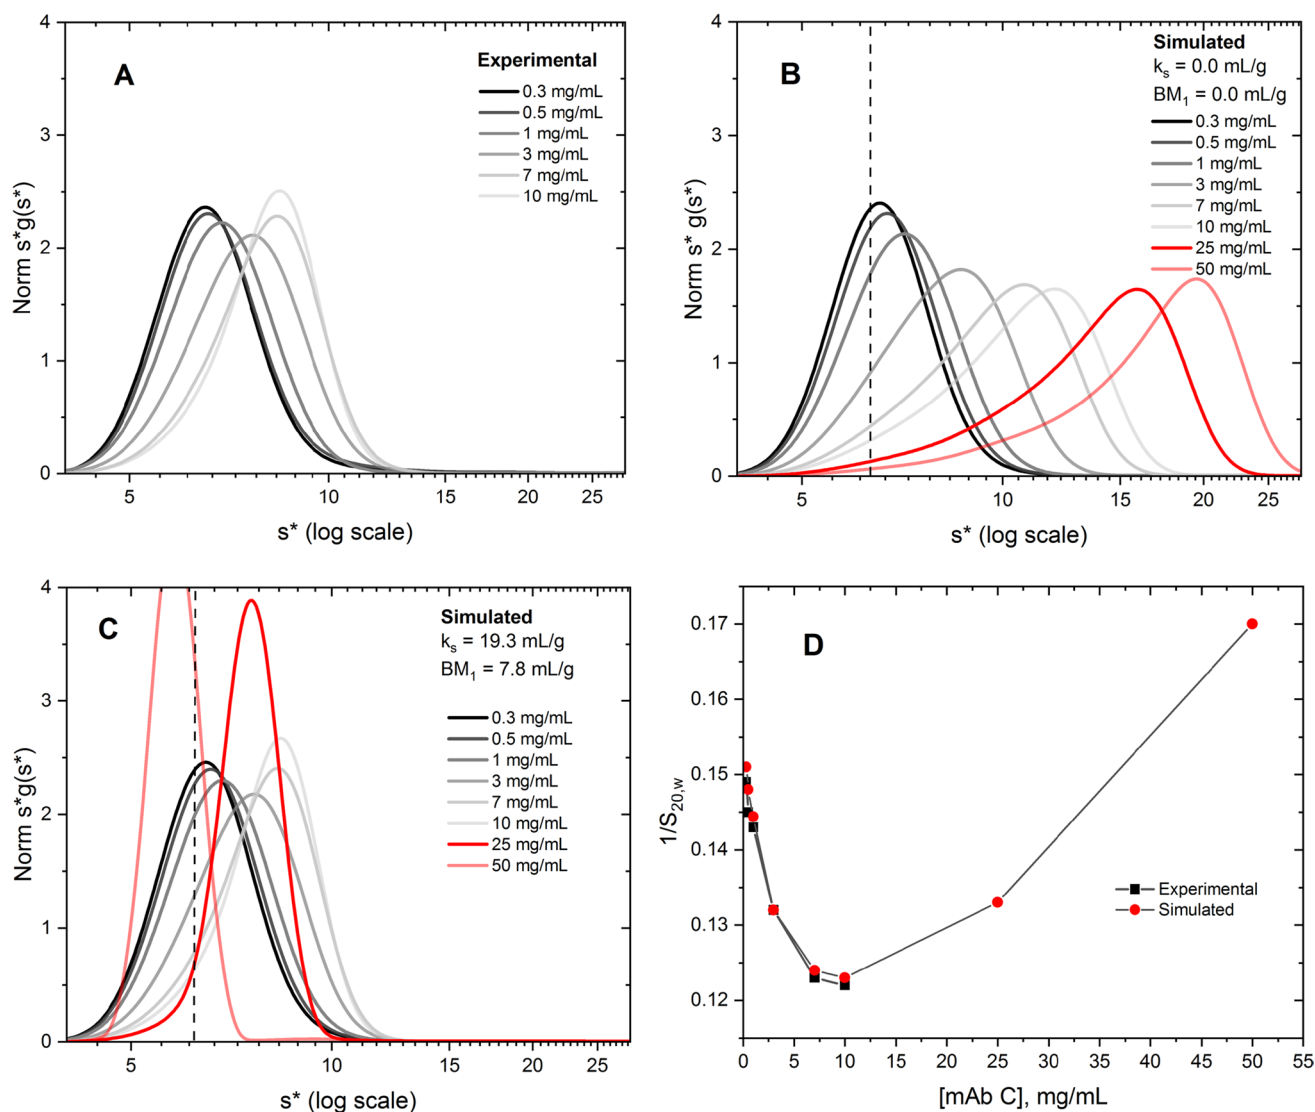 A
Experimental
0.3 mg/mL
0.5 mg/mL
1 mg/mL
3 mg/mL
7 mg/mL
10 mg/mL
Norm s*g(s*)
4
3
2
1
0
5
10
20
25
s* (log scale)
B
Simulated
kₛ = 0.0 mL/g
BM₁ = 0.0 mL/g
0.3 mg/mL
0.5 mg/mL
1 mg/mL
3 mg/mL
7 mg/mL
10 mg/mL
25 mg/mL
50 mg/mL
Norm s* g(s*)
4
3
2
1
0
5
10
15
20
25
s* (log scale)
C
Simulated
kₛ = 19.3 mL/g
BM₁ = 7.8 mL/g
0.3 mg/mL
0.5 mg/mL
1 mg/mL
3 mg/mL
7 mg/mL
10 mg/mL
25 mg/mL
50 mg/mL
Norm s*g(s*)
4
3
2
1
0
5
10
20
25
s* (log scale)
D
1/S20,w
0.17
0.16
0.15
0.14
0.13
0.12
Experimental
Simulated
0
5
10
15
20
25
30
35
40
45
50
55
[mAb C], mg/mL